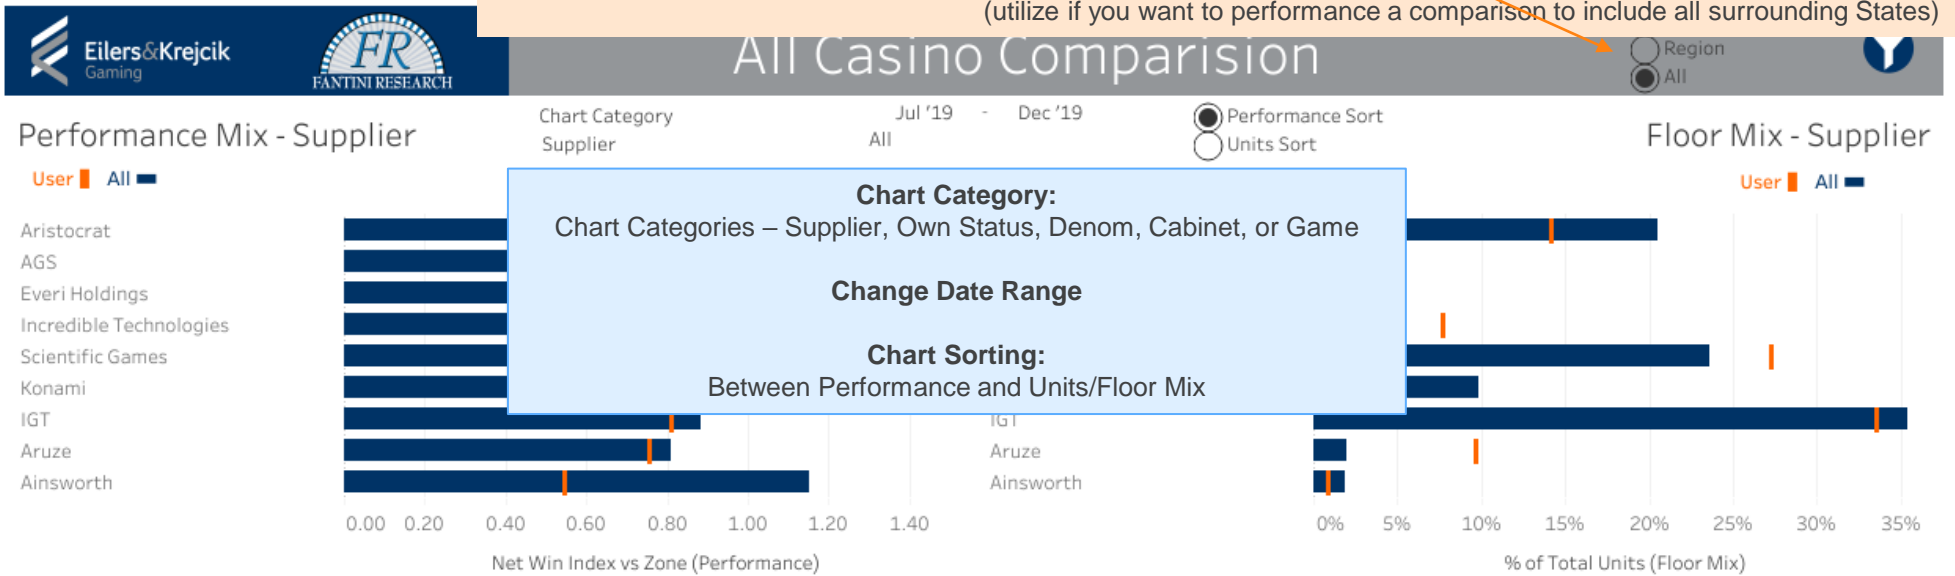 (utilize if you want to performance a comparison to include all surrounding States)
Eilers&Krejcik
Gaming
FR
FANTINI RESEARCH
All Casino Comparision
Region
All
Performance Mix - Supplier
Chart Category
Supplier
Jul '19 - Dec '19
All
Performance Sort
Units Sort
Floor Mix - Supplier
User All
User All
Chart Category:
Chart Categories – Supplier, Own Status, Denom, Cabinet, or Game
Change Date Range
Chart Sorting:
Between Performance and Units/Floor Mix
Aristocrat
AGS
Everi Holdings
Incredible Technologies
Scientific Games
Konami
IGT
Aruze
Ainsworth
0.00 0.20 0.40 0.60 0.80 1.00 1.20 1.40
Net Win Index vs Zone (Performance)
IGT
Aruze
Ainsworth
0% 5% 10% 15% 20% 25% 30% 35%
% of Total Units (Floor Mix)